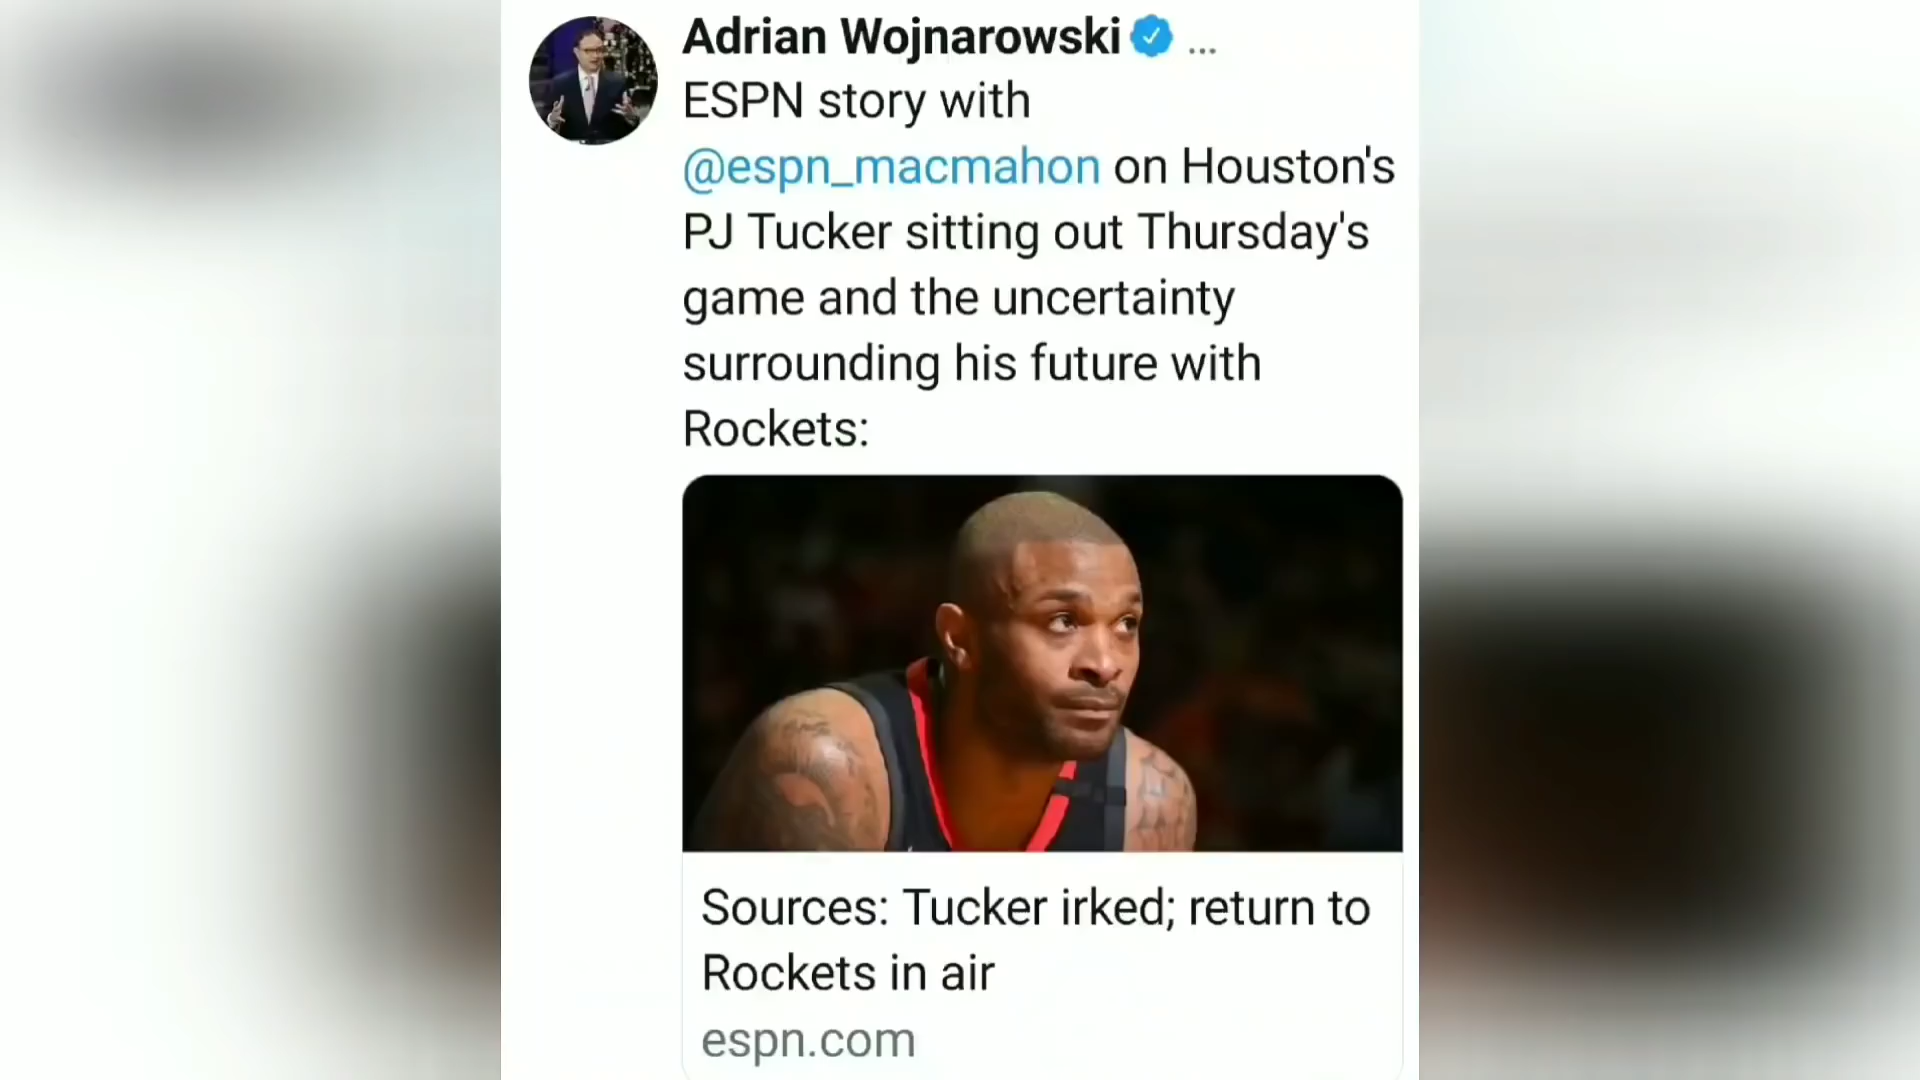 Adrian Wojnarowski ...
ESPN story with
@espn_macmahon on Houston's
PJ Tucker sitting out Thursday's
game and the uncertainty
surrounding his future with
Rockets:
Sources: Tucker irked; return to
Rockets in air
espn.com